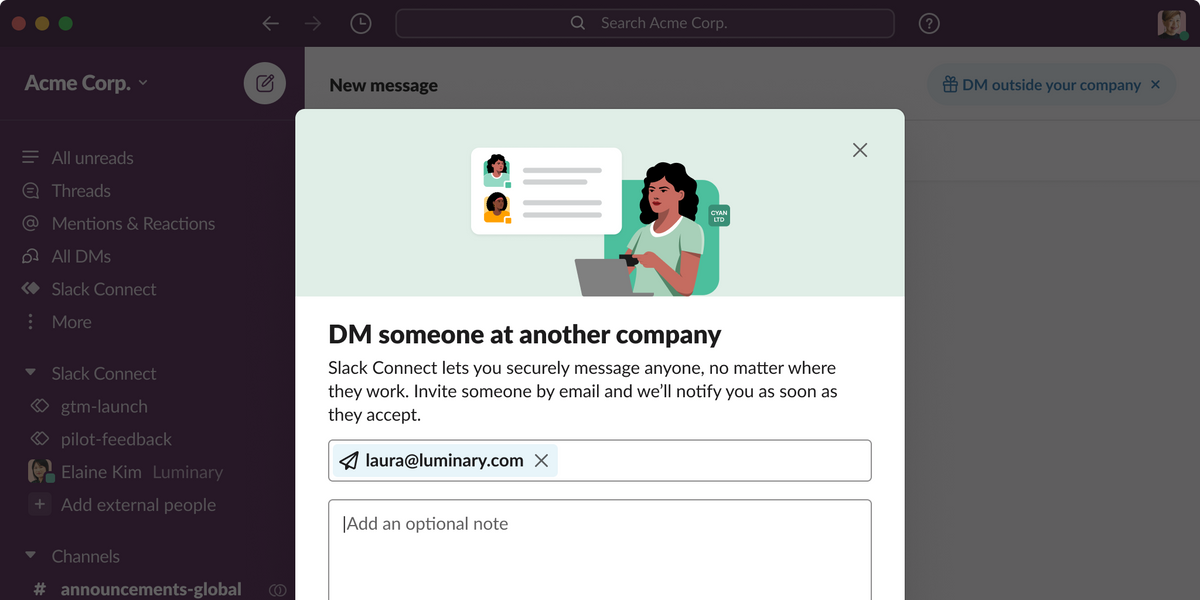 Search Acme Corp.
?
Acme Corp.
New message
DM outside your company
All unreads
Threads
@ Mentions & Reactions
All DMs
Slack Connect
More
Slack Connect
gtm-launch
pilot-feedback
Elaine Kim Luminary
+ Add external people
Channels
# announcements-global
CYAN
LTD
DM someone at another company
Slack Connect lets you securely message anyone, no matter where
they work. Invite someone by email and we’ll notify you as soon as
they accept.
laura@luminary.com
Add an optional note